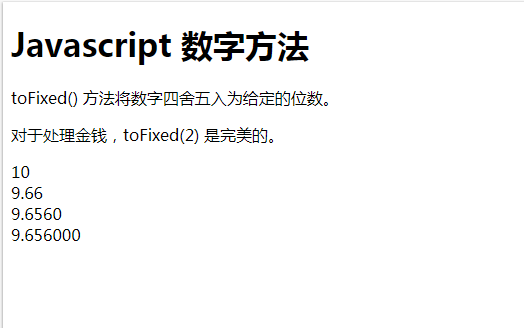 Javascript 数字方法
toFixed() 方法将数字四舍五入为给定的位数。
对于处理金钱，toFixed(2) 是完美的。
10
9.66
9.6560
9.656000